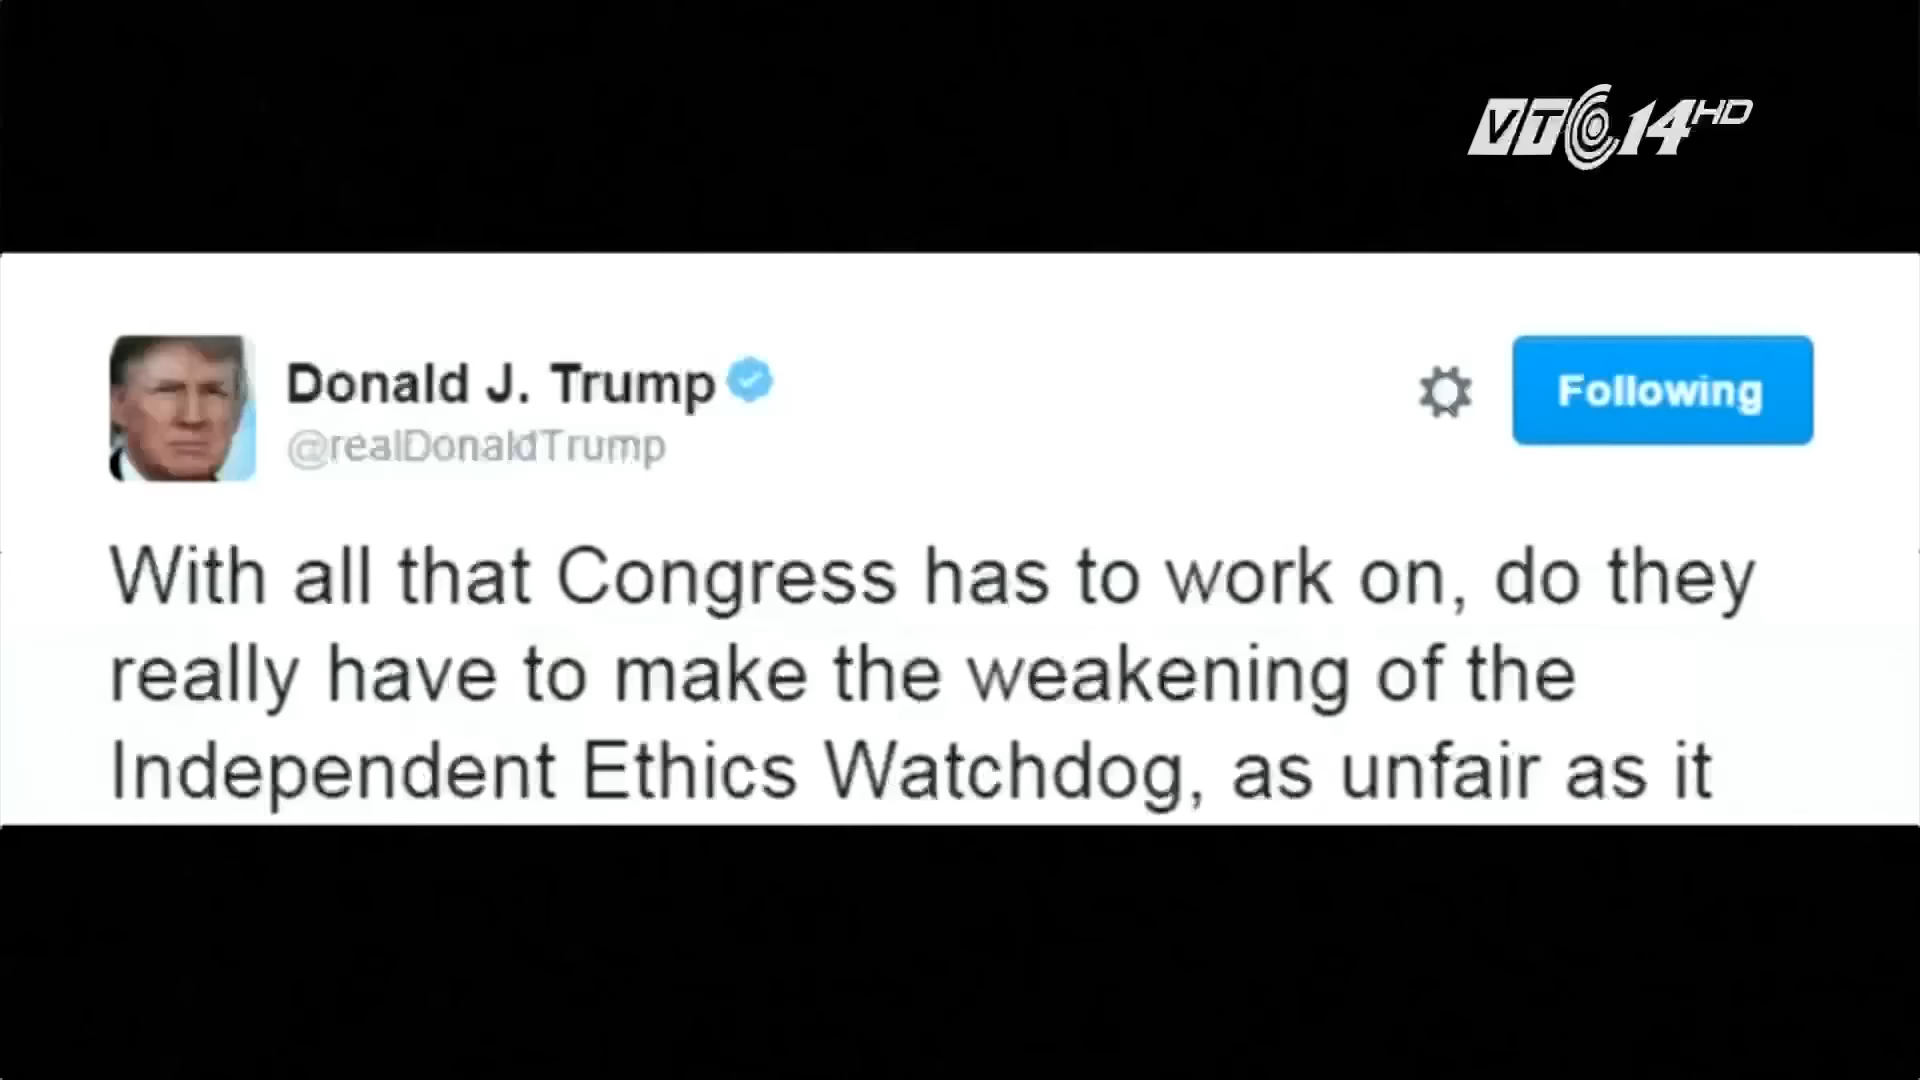 VTC14HD
Donald J. Trump
@realDonaldTrump
Following
With all that Congress has to work on, do they
really have to make the weakening of the
Independent Ethics Watchdog, as unfair as it